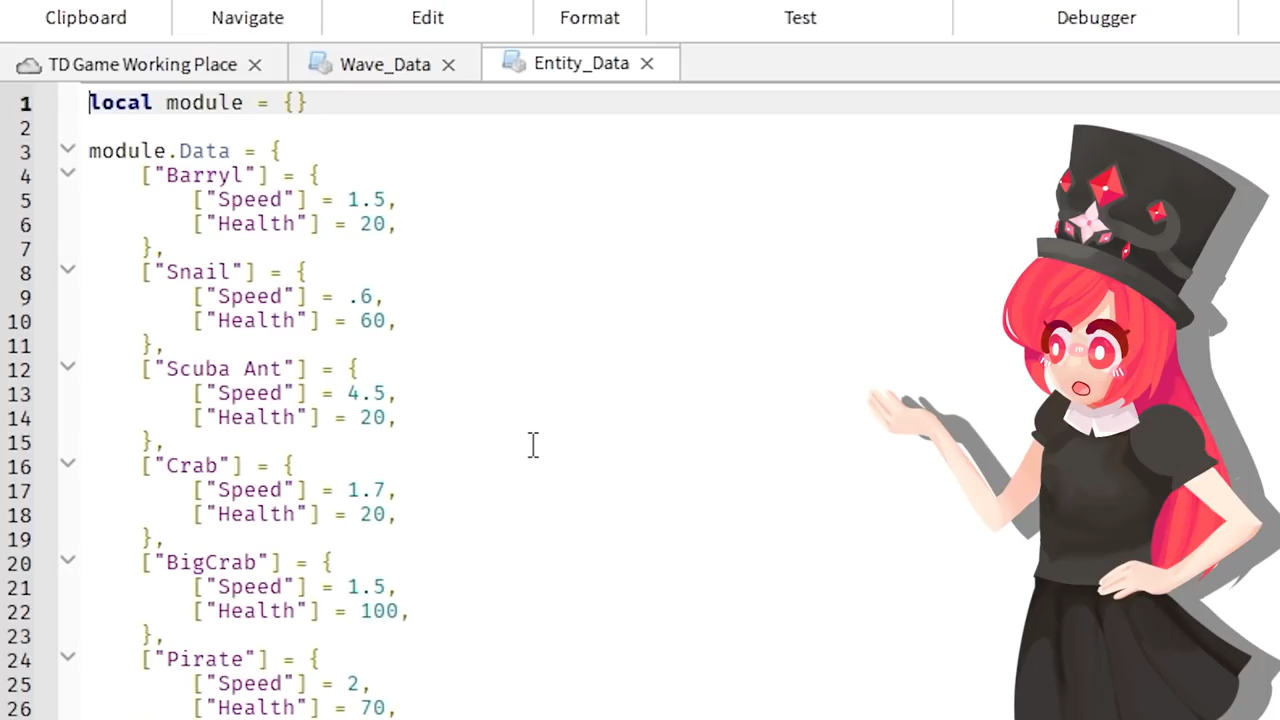 Clipboard Navigate Edit Format Test Debugger
TD Game Working Place Wave_Data Entity_Data
1 local module = {}
2
3 module.Data = {
4 ["Barryl"] = {
5 ["Speed"] = 1.5,
6 ["Health"] = 20,
7 },
8 ["Snail"] = {
9 ["Speed"] = .6,
10 ["Health"] = 60,
11 },
12 ["Scuba Ant"] = {
13 ["Speed"] = 4.5,
14 ["Health"] = 20,
15 },
16 ["Crab"] = {
17 ["Speed"] = 1.7,
18 ["Health"] = 20,
19 },
20 ["BigCrab"] = {
21 ["Speed"] = 1.5,
22 ["Health"] = 100,
23 },
24 ["Pirate"] = {
25 ["Speed"] = 2,
26 ["Health"] = 70,